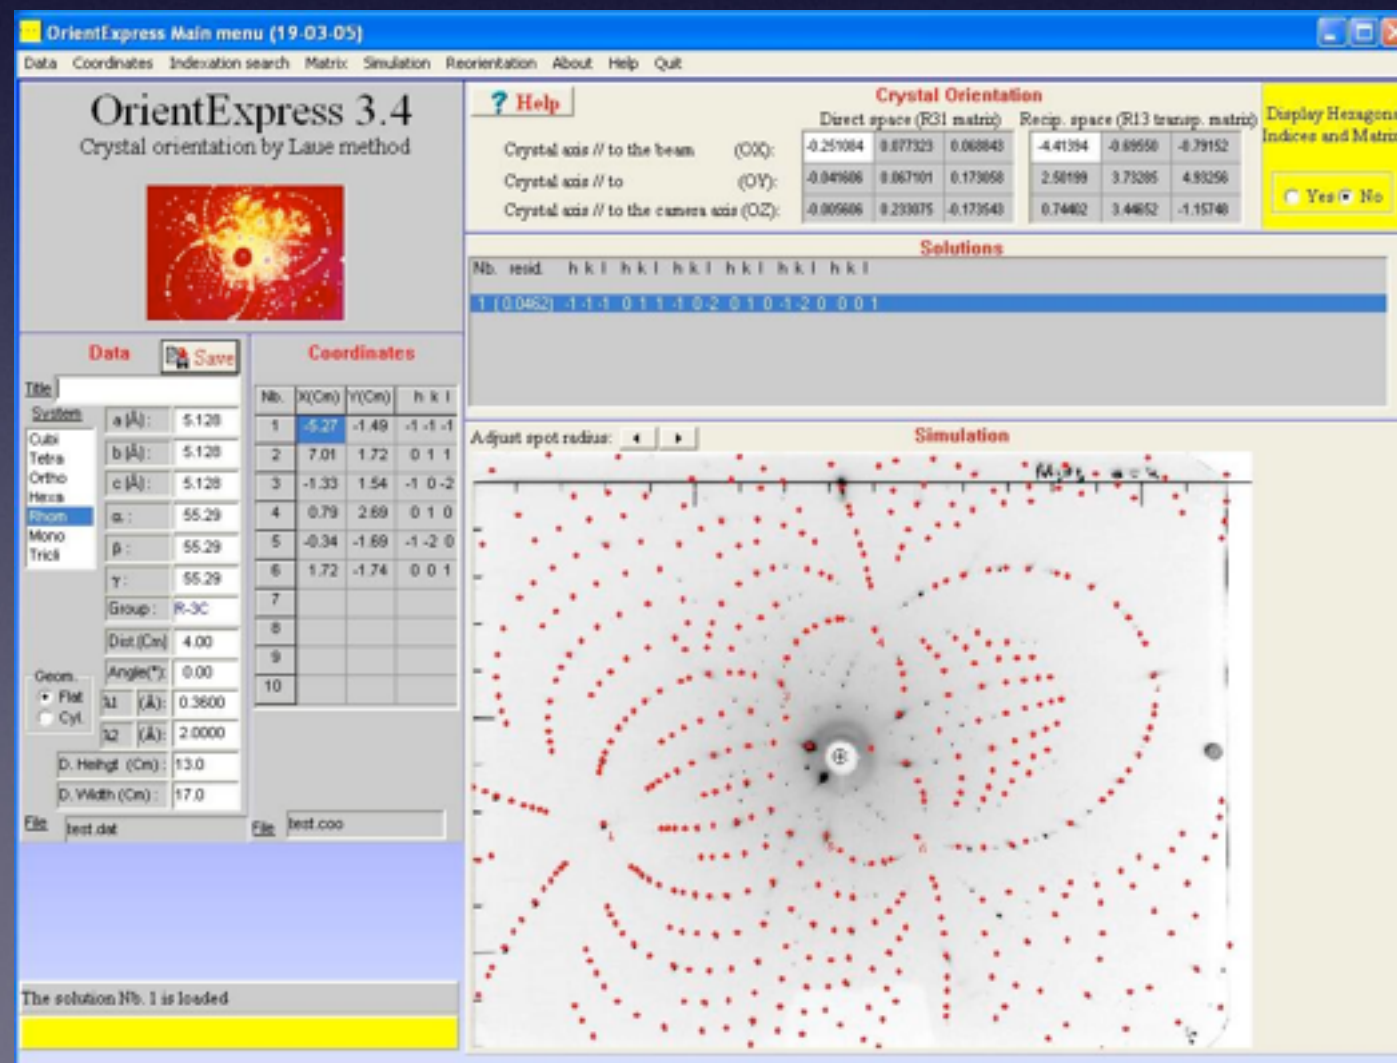 OrientExpress Main menu (19-03-05)
Data Coordinates Indexation search Matrix Simulation Reorientation About Help Quit
OrientExpress 3.4
Crystal orientation by Laue method
? Help
Crystal Orientation
Direct space (R31 matrix) Recip. space (R13 transp. matrix)
Crystal axis // to the beam (OX): -0.251084 0.077323 0.068843 -4.41394 -0.69550 -0.79152
Crystal axis // to (OY): -0.041606 0.067101 0.173058 2.50199 3.73285 4.93256
Crystal axis // to the camera axis (OZ): -0.005606 0.233075 -0.173543 0.74402 3.44652 -1.15748
Display Hexagonal
Indices and Matrix
Yes No
Solutions
Nb. resid. h k l h k l h k l h k l h k l h k l
1 (0.0462) -1 -1 -1 0 1 1 -1 0 -2 0 1 0 -1 -2 0 0 0 1
Data
Save
Title
System
Cubi
Tetra
Ortho
Hexa
Rhom
Mono
Tricli
a (Å) : 5.128
b (Å) : 5.128
c (Å) : 5.128
α : 55.29
β : 55.29
γ : 55.29
Group : R-3C
Dist.(Cm) 4.00
Angle(°): 0.00
λ1 (Å): 0.3600
λ2 (Å): 2.0000
Geom.
Flat
Cyl.
D. Heihgt (Cm) : 13.0
D. Width (Cm) : 17.0
File test.dat
Coordinates
Nb. X(Cm) Y(Cm) h k l
1 -5.27 -1.49 -1 -1 -1
2 7.01 1.72 0 1 1
3 -1.33 1.54 -1 0 -2
4 0.79 2.69 0 1 0
5 -0.34 -1.69 -1 -2 0
6 1.72 -1.74 0 0 1
7
8
9
10
File test.coo
Adjust spot radius:
Simulation
The solution Nb. 1 is loaded